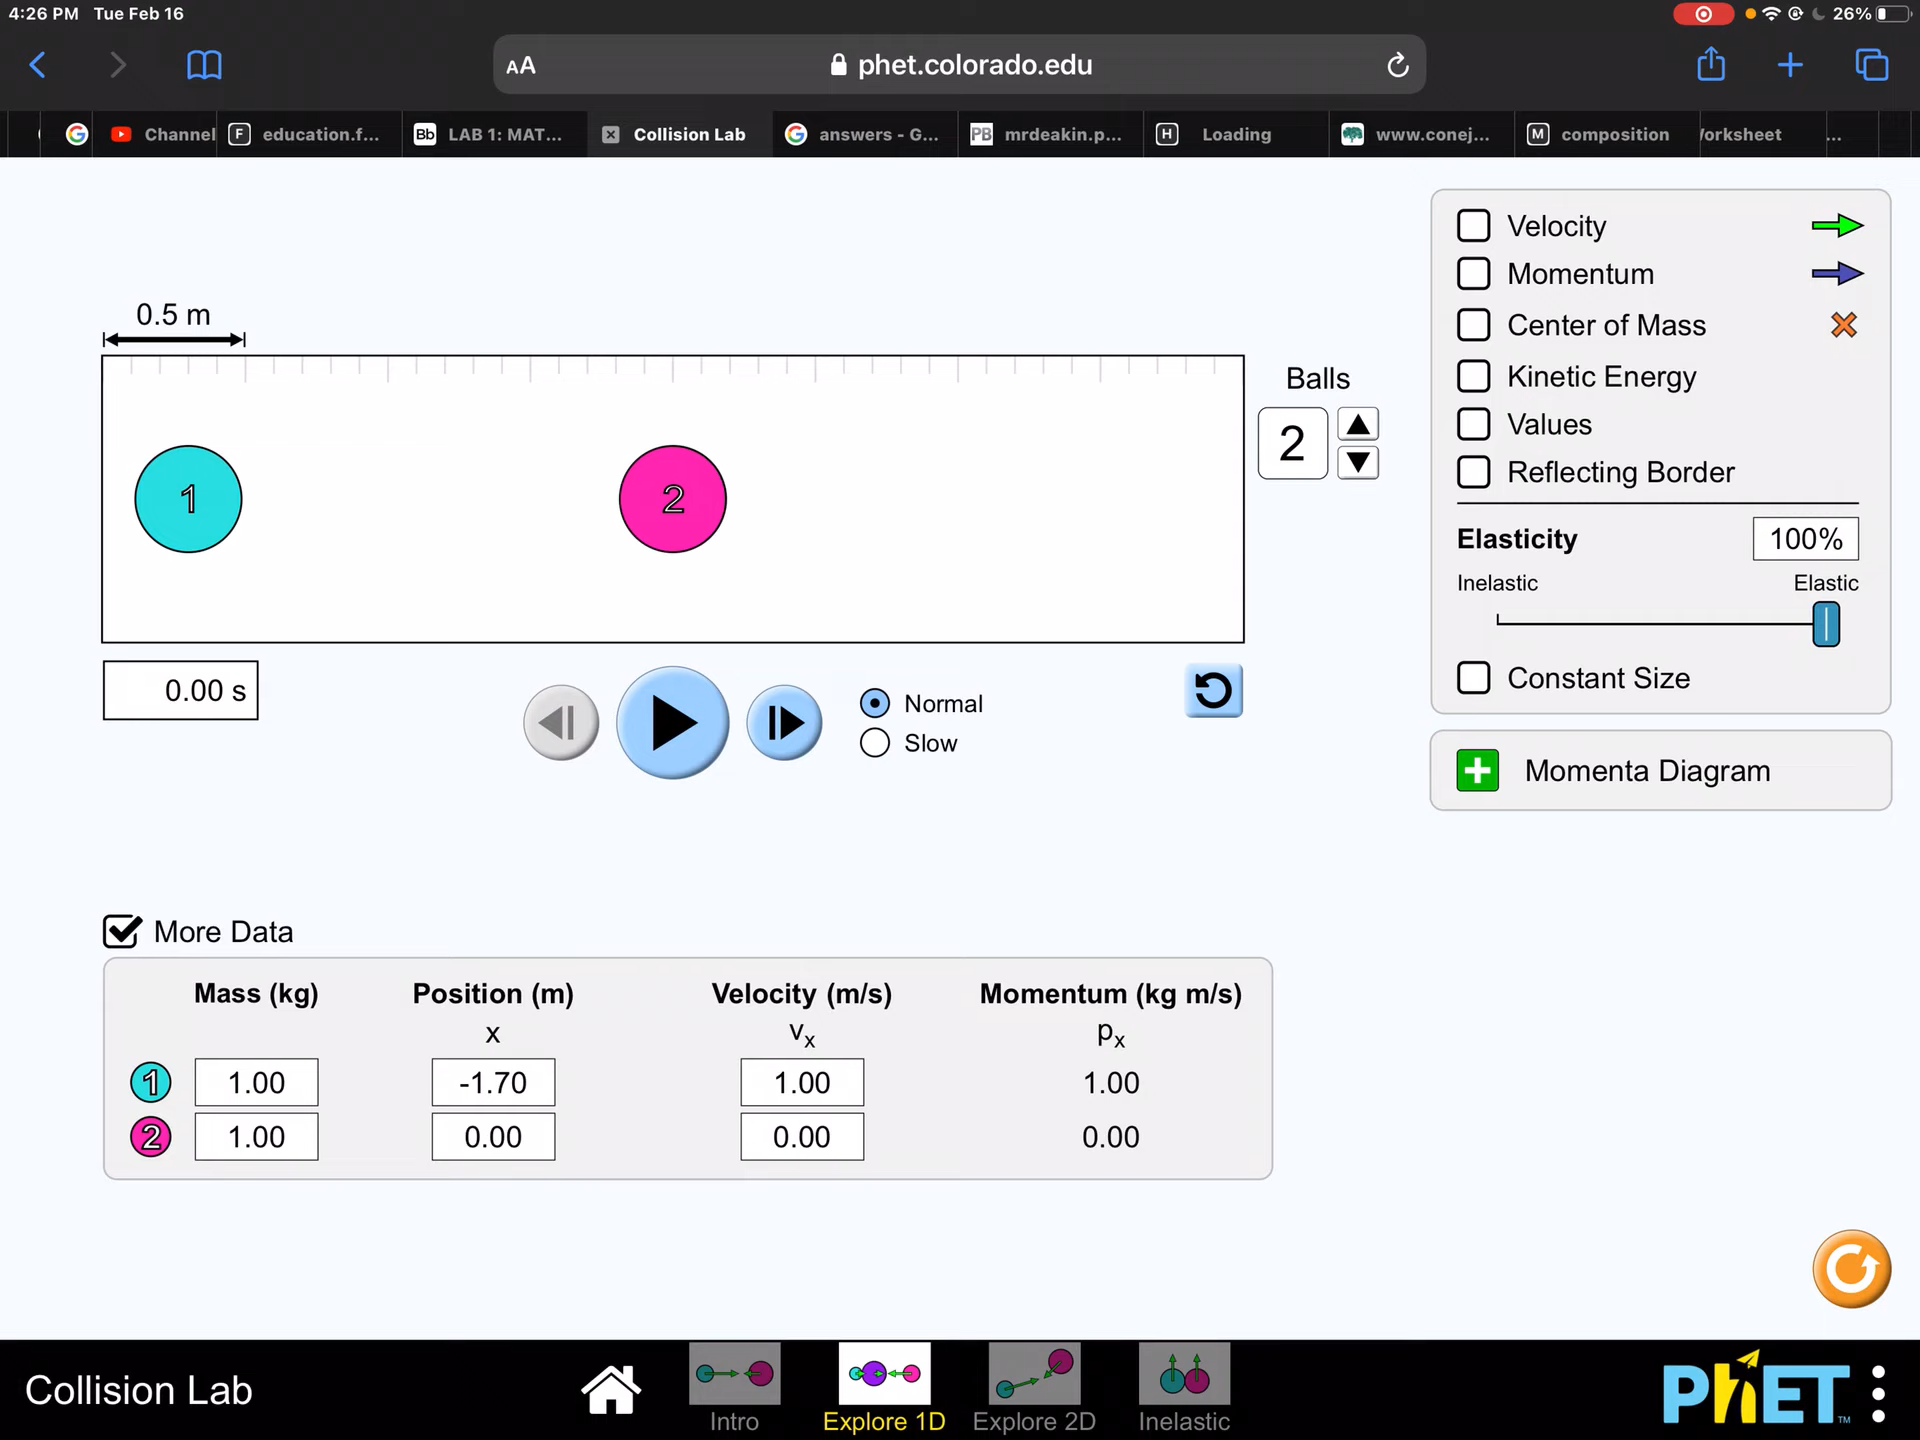 4:26 PM Tue Feb 16
26%
AA phet.colorado.edu
Channel
F education.f...
Bb LAB 1: MAT...
Collision Lab
G answers - G...
PB mrdeakin.p...
H Loading
www.conej...
M composition
/orksheet
...
0.5 m
1
2
Balls
2
Velocity
Momentum
Center of Mass
Kinetic Energy
Values
Reflecting Border
Elasticity 100%
Inelastic Elastic
Constant Size
0.00 s
Normal
Slow
Momenta Diagram
More Data
Mass (kg) Position (m) Velocity (m/s) Momentum (kg m/s)
x vx px
1 1.00 -1.70 1.00 1.00
2 1.00 0.00 0.00 0.00
Collision Lab
Intro
Explore 1D
Explore 2D
Inelastic
PhET™